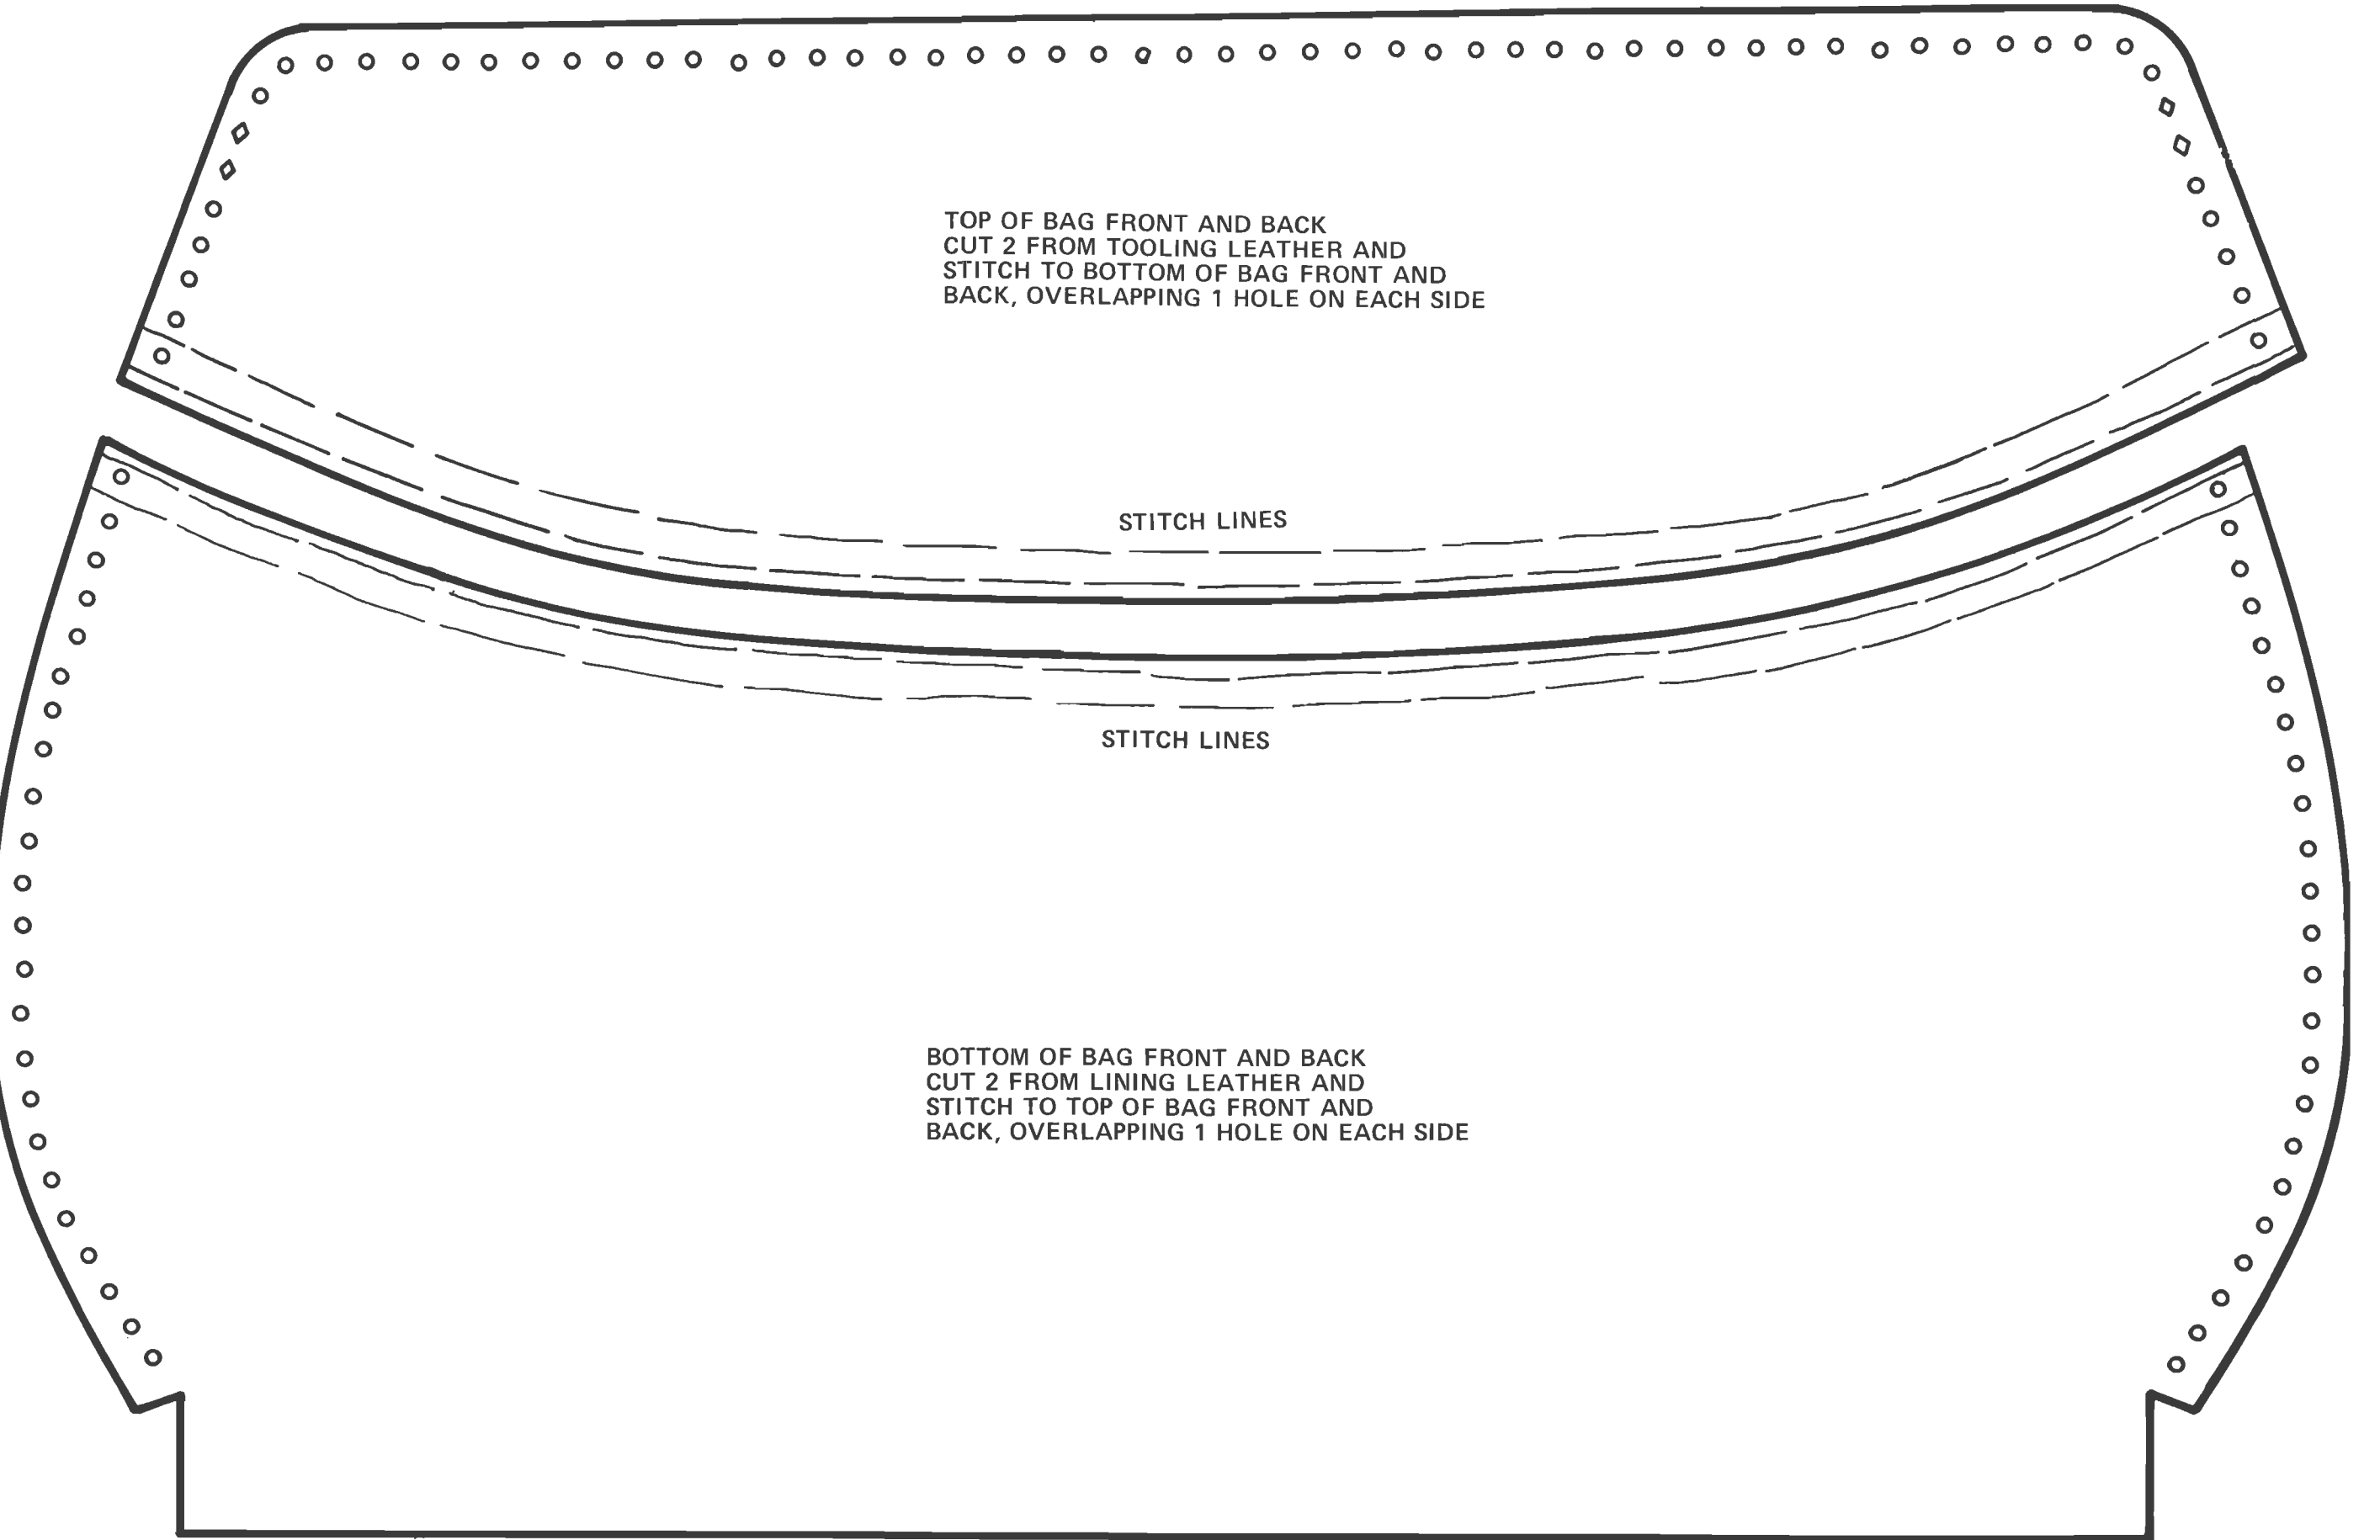 TOP OF BAG FRONT AND BACK
CUT 2 FROM TOOLING LEATHER AND
STITCH TO BOTTOM OF BAG FRONT AND
BACK, OVERLAPPING 1 HOLE ON EACH SIDE
STITCH LINES
STITCH LINES
BOTTOM OF BAG FRONT AND BACK
CUT 2 FROM LINING LEATHER AND
STITCH TO TOP OF BAG FRONT AND
BACK, OVERLAPPING 1 HOLE ON EACH SIDE